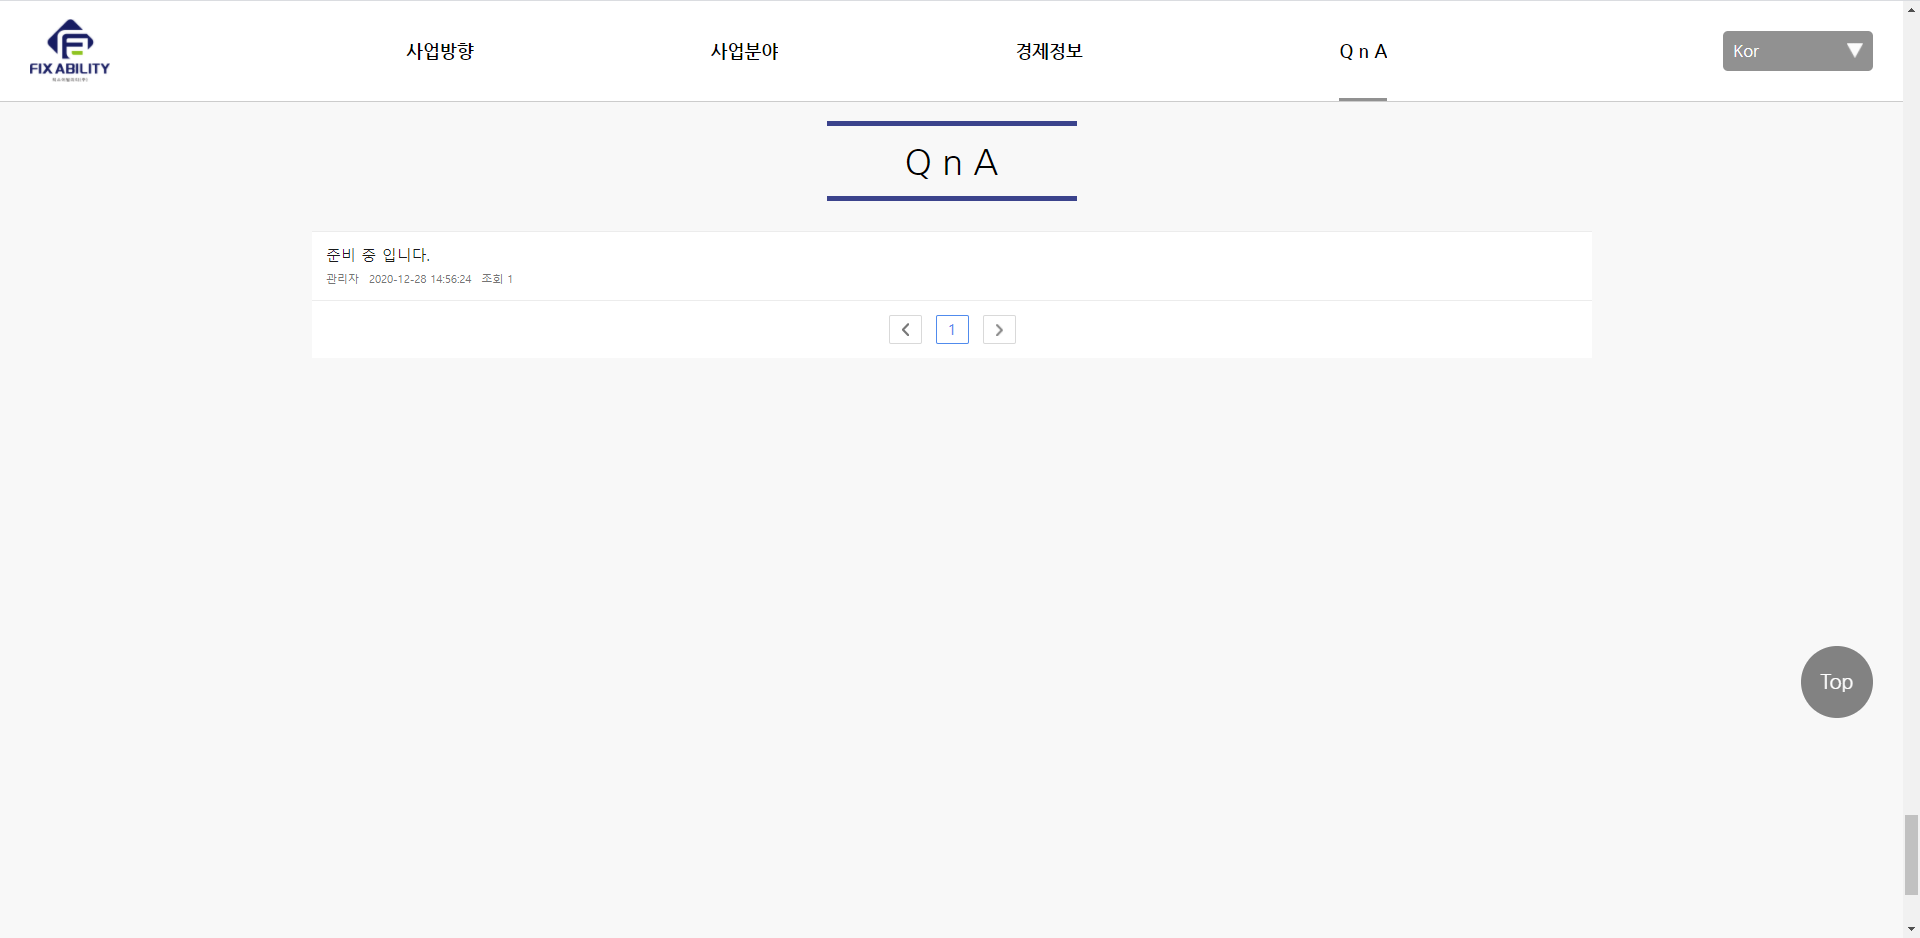 FIX ABILITY
사업방향
사업분야
경제정보
Q n A
Kor
Q n A
준비 중 입니다.
관리자 2020-12-28 14:56:24 조회 1
1
Top